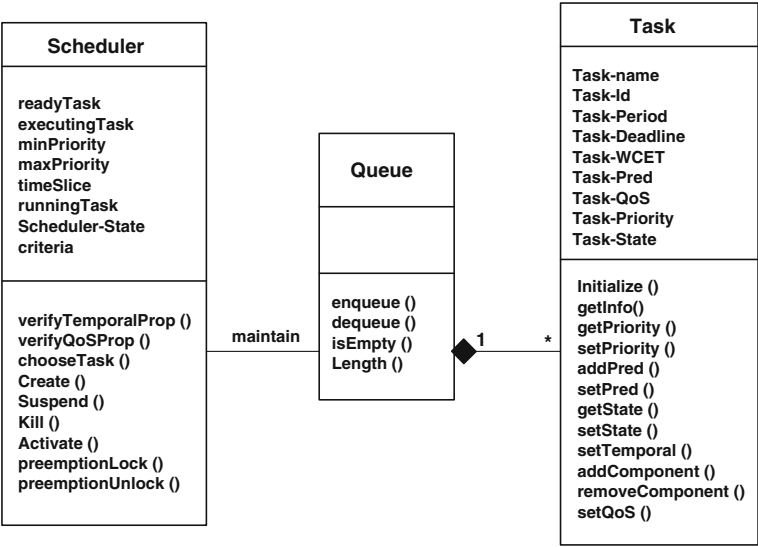 Scheduler
readyTask
executingTask
minPriority
maxPriority
timeSlice
runningTask
Scheduler-State
criteria
verifyTemporalProp ()
verifyQoSProp ()
chooseTask ()
Create ()
Suspend ()
Kill ()
Activate ()
preemptionLock ()
preemptionUnlock ()
maintain
Queue
enqueue ()
dequeue ()
isEmpty ()
Length ()
1
*
Task
Task-name
Task-Id
Task-Period
Task-Deadline
Task-WCET
Task-Pred
Task-QoS
Task-Priority
Task-State
Initialize ()
getInfo()
getPriority ()
setPriority ()
addPred ()
setPred ()
getState ()
setState ()
setTemporal ()
addComponent ()
removeComponent ()
setQoS ()